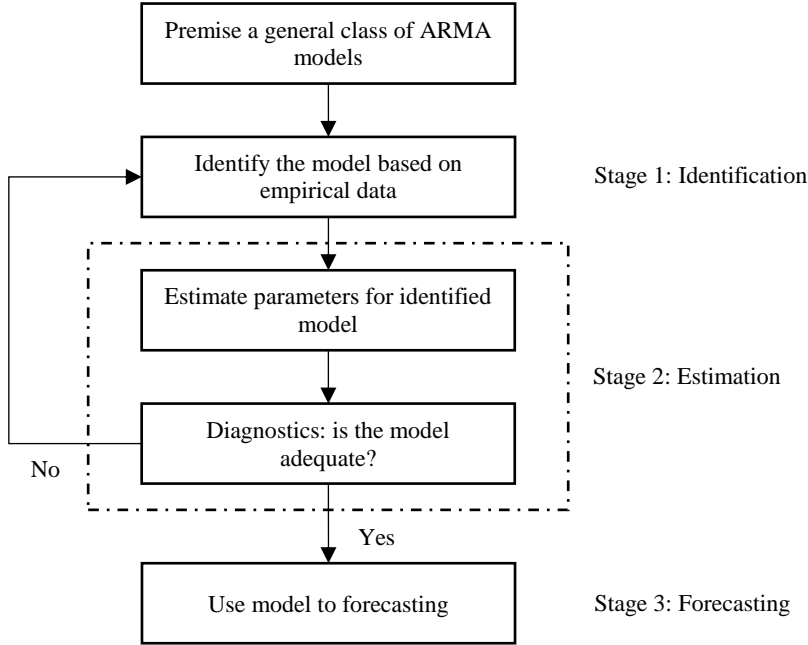 Premise a general class of ARMA
models
Identify the model based on
empirical data
Stage 1: Identification
Estimate parameters for identified
model
Stage 2: Estimation
Diagnostics: is the model
adequate?
No
Yes
Use model to forecasting
Stage 3: Forecasting